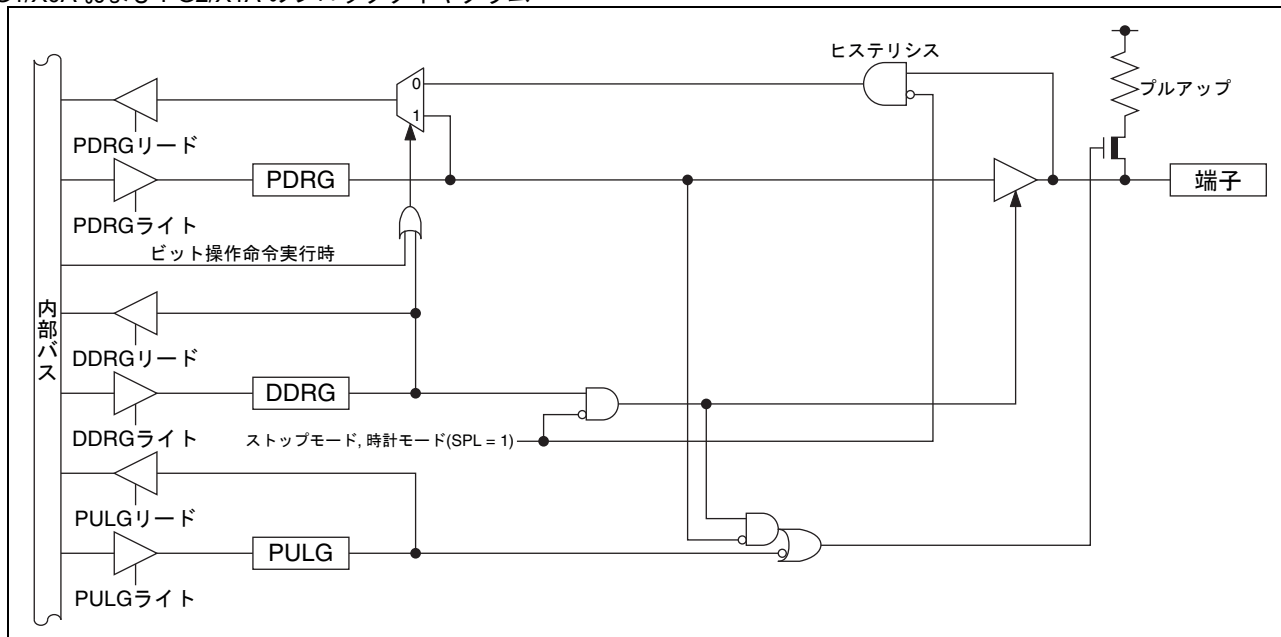 ヒステリシス
0
1
プルアップ
PDRGリード
PDRG
端子
PDRGライト
ビット操作命令実行時
内部バス
DDRGリード
DDRG
DDRGライト
ストップモード, 時計モード(SPL = 1)
PULGリード
PULG
PULGライト